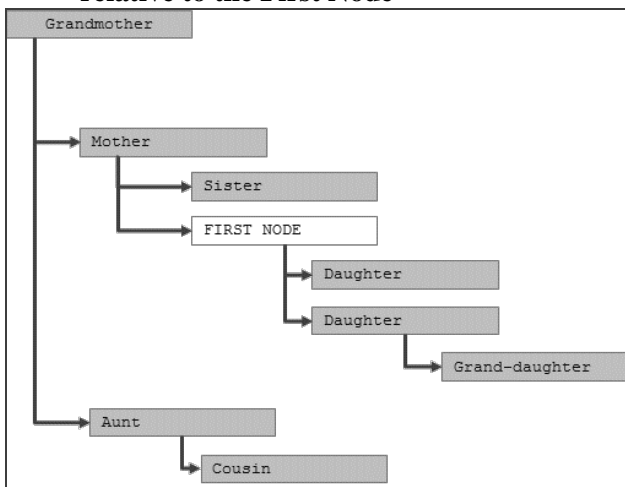 relative to the First Node
Grandmother
Mother
Sister
FIRST NODE
Daughter
Daughter
Grand-daughter
Aunt
Cousin